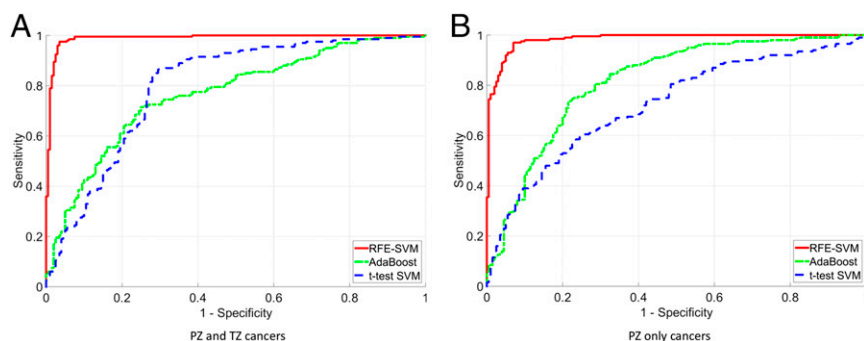 A
1
0.8
0.6
0.4
0.2
0
Sensitivity
RFE-SVM
AdaBoost
t-test SVM
0
0.2
0.4
0.6
0.8
1
1 - Specificity
PZ and TZ cancers
B
1
0.8
0.6
0.4
0.2
0
Sensitivity
RFE-SVM
AdaBoost
t-test SVM
0
0.2
0.4
0.6
0.8
1 - Specificity
PZ only cancers